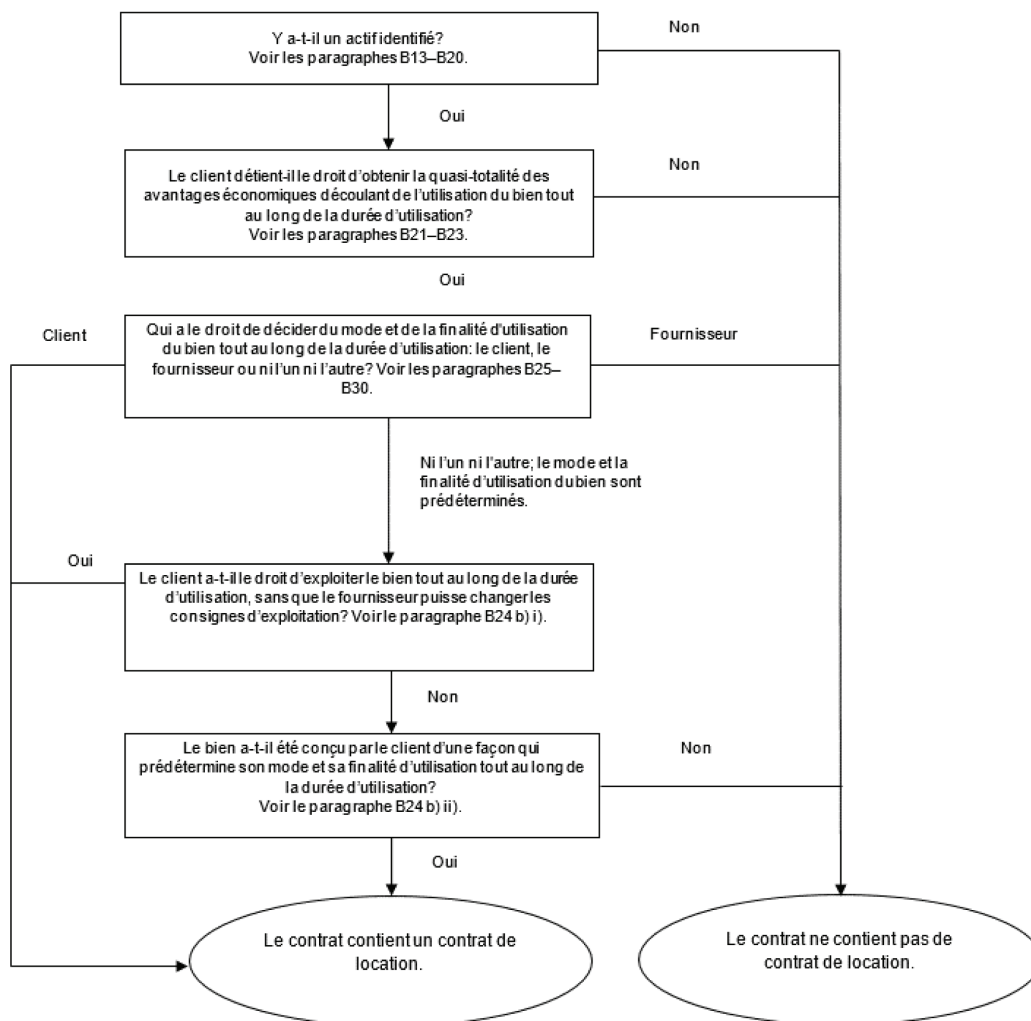 Y a-t-il un actif identifié?
Voir les paragraphes B13–B20.
Non
Oui
Le client détient-il le droit d'obtenir la quasi-totalité des
avantages économiques découlant de l'utilisation du bien tout
au long de la durée d'utilisation?
Voir les paragraphes B21–B23.
Non
Oui
Client
Qui a le droit de décider du mode et de la finalité d'utilisation
du bien tout au long de la durée d'utilisation: le client, le
fournisseur ou ni l'un ni l'autre? Voir les paragraphes B25–
B30.
Fournisseur
Ni l'un ni l'autre; le mode et la
finalité d'utilisation du bien sont
prédéterminés.
Oui
Le client a-t-il le droit d'exploiter le bien tout au long de la durée
d'utilisation, sans que le fournisseur puisse changer les
consignes d'exploitation? Voir le paragraphe B24 b) i).
Non
Le bien a-t-il été conçu par le client d'une façon qui
prédétermine son mode et sa finalité d'utilisation tout au long de
la durée d'utilisation?
Voir le paragraphe B24 b) ii).
Non
Oui
Le contrat contient un contrat de
location.
Le contrat ne contient pas de
contrat de location.